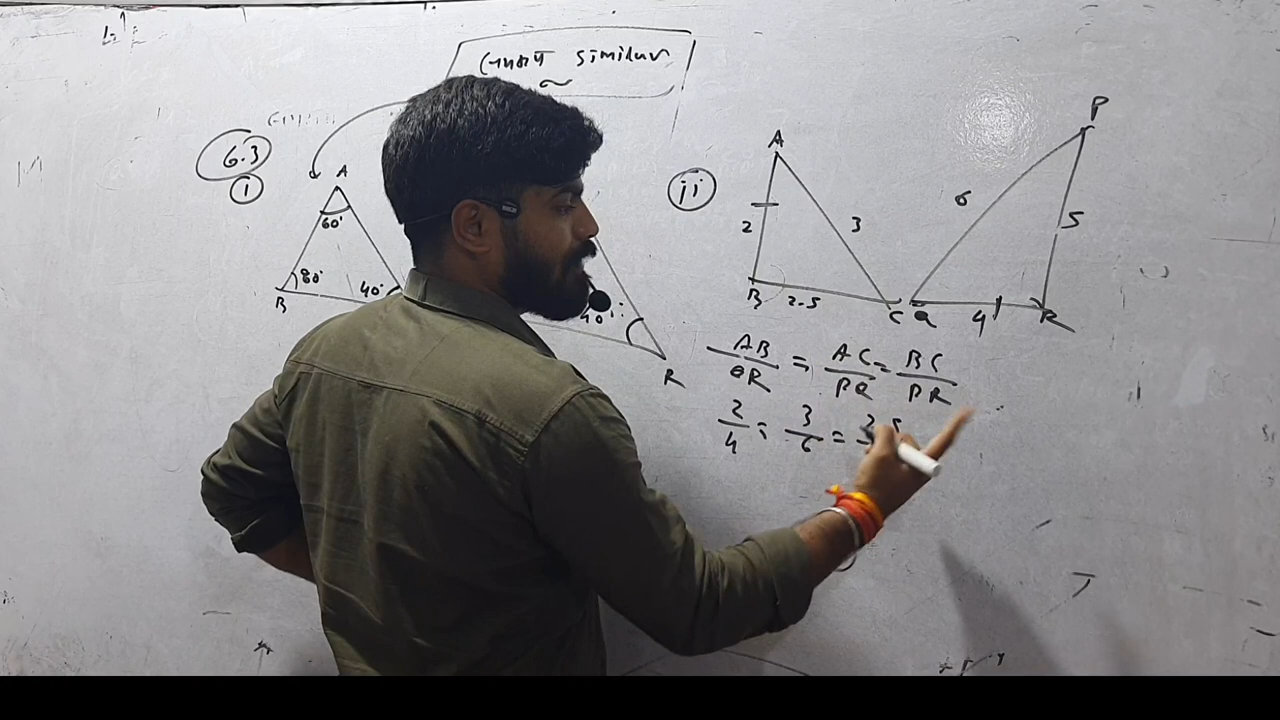 similar
~
6.3
1
A
60°
80°
B
40°
40°
R
ii
A
2
3
B
2.5
C
P
6
5
Q
4
R
AB/QR = AC/PQ = BC/PR
2/4 = 3/6 =